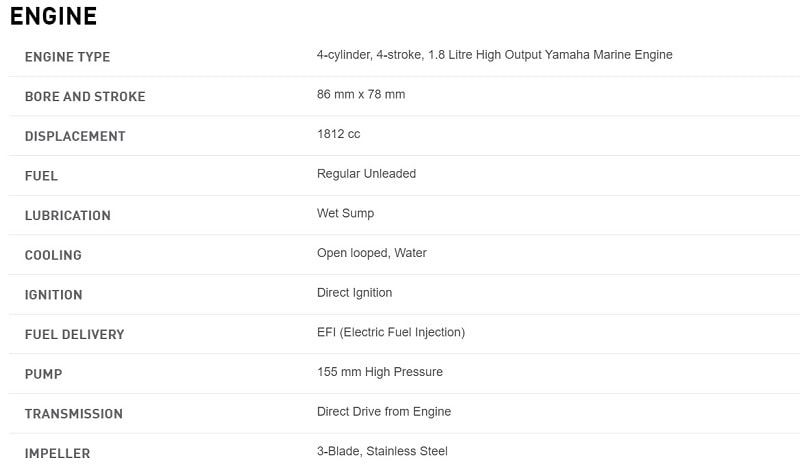 ENGINE
ENGINE TYPE 4-cylinder, 4-stroke, 1.8 Litre High Output Yamaha Marine Engine
BORE AND STROKE 86 mm x 78 mm
DISPLACEMENT 1812 cc
FUEL Regular Unleaded
LUBRICATION Wet Sump
COOLING Open looped, Water
IGNITION Direct Ignition
FUEL DELIVERY EFI (Electric Fuel Injection)
PUMP 155 mm High Pressure
TRANSMISSION Direct Drive from Engine
IMPELLER 3-Blade, Stainless Steel